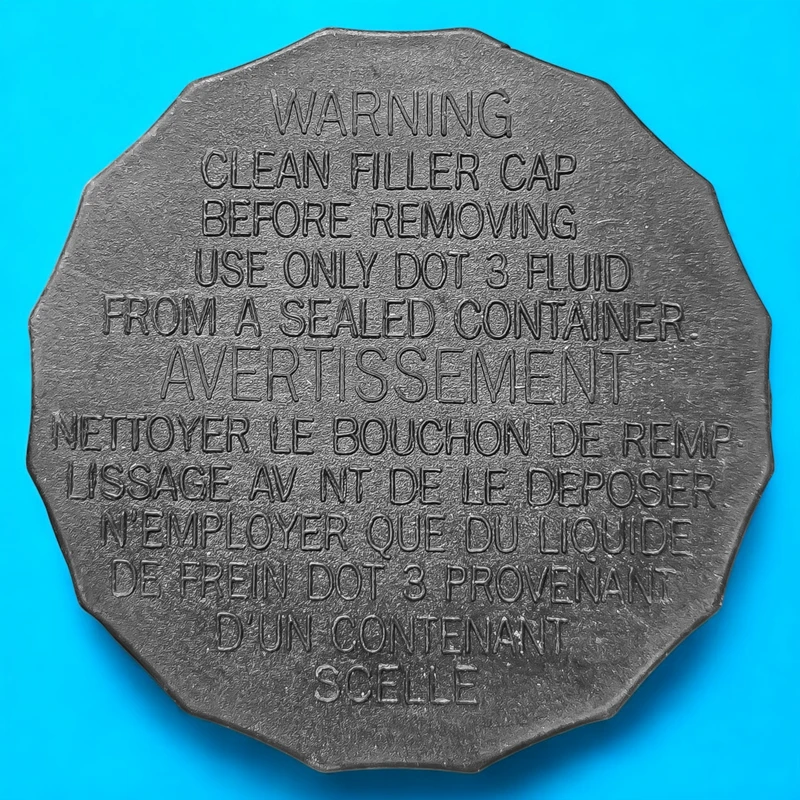 WARNING
CLEAN FILLER CAP
BEFORE REMOVING
USE ONLY DOT 3 FLUID
FROM A SEALED CONTAINER.
AVERTISSEMENT
NETTOYER LE BOUCHON DE REMP-
LISSAGE AV NT DE LE DEPOSER.
N'EMPLOYER QUE DU LIQUIDE
DE FREIN DOT 3 PROVENANT
D'UN CONTENANT
SCELLE